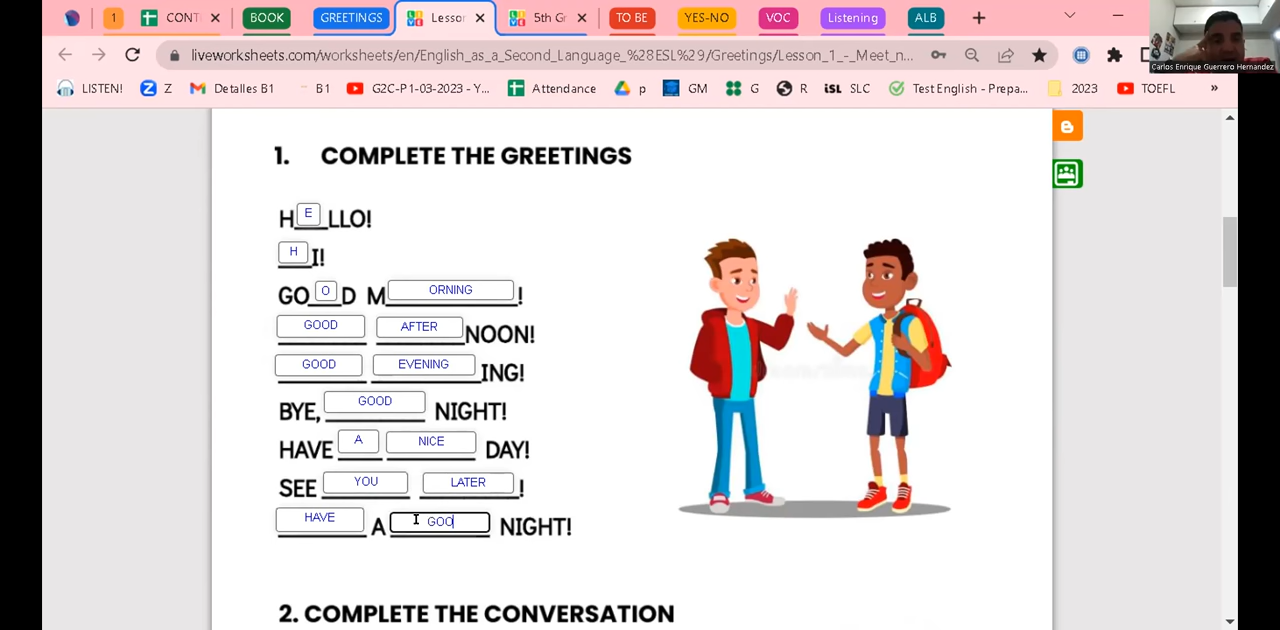 1 CONT BOOK GREETINGS Lesso 5th Gr TO BE YES-NO VOC Listening ALB
liveworksheets.com/worksheets/en/English_as_a_Second_Language_%28ESL%29/Greetings/Lesson_1_-_Meet_n...
Carlos Enrique Guerrero Hernandez
LISTEN! Z Detalles B1 B1 G2C-P1-03-2023 - Y... Attendance p GM G R iSL SLC Test English - Prepa... 2023 TOEFL »
1. COMPLETE THE GREETINGS
H E LLO!
H I!
GO O D M ORNING !
GOOD AFTER NOON!
GOOD EVENING ING!
BYE, GOOD NIGHT!
HAVE A NICE DAY!
SEE YOU LATER !
HAVE A GOO NIGHT!
2. COMPLETE THE CONVERSATION